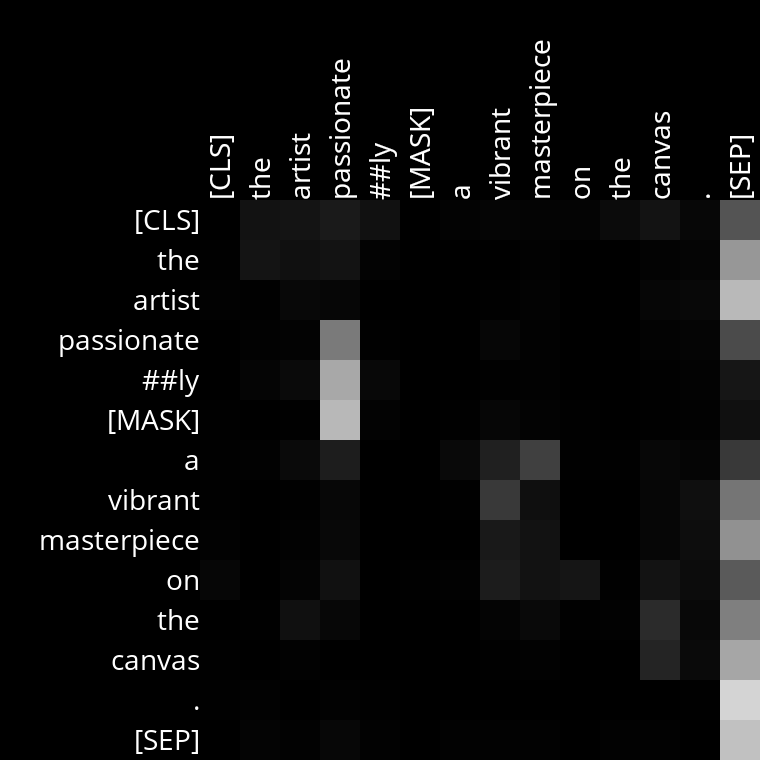 [CLS] the artist passionate ##ly [MASK] a vibrant masterpiece on the canvas . [SEP]
[CLS]
the
artist
passionate
##ly
[MASK]
a
vibrant
masterpiece
on
the
canvas
.
[SEP]